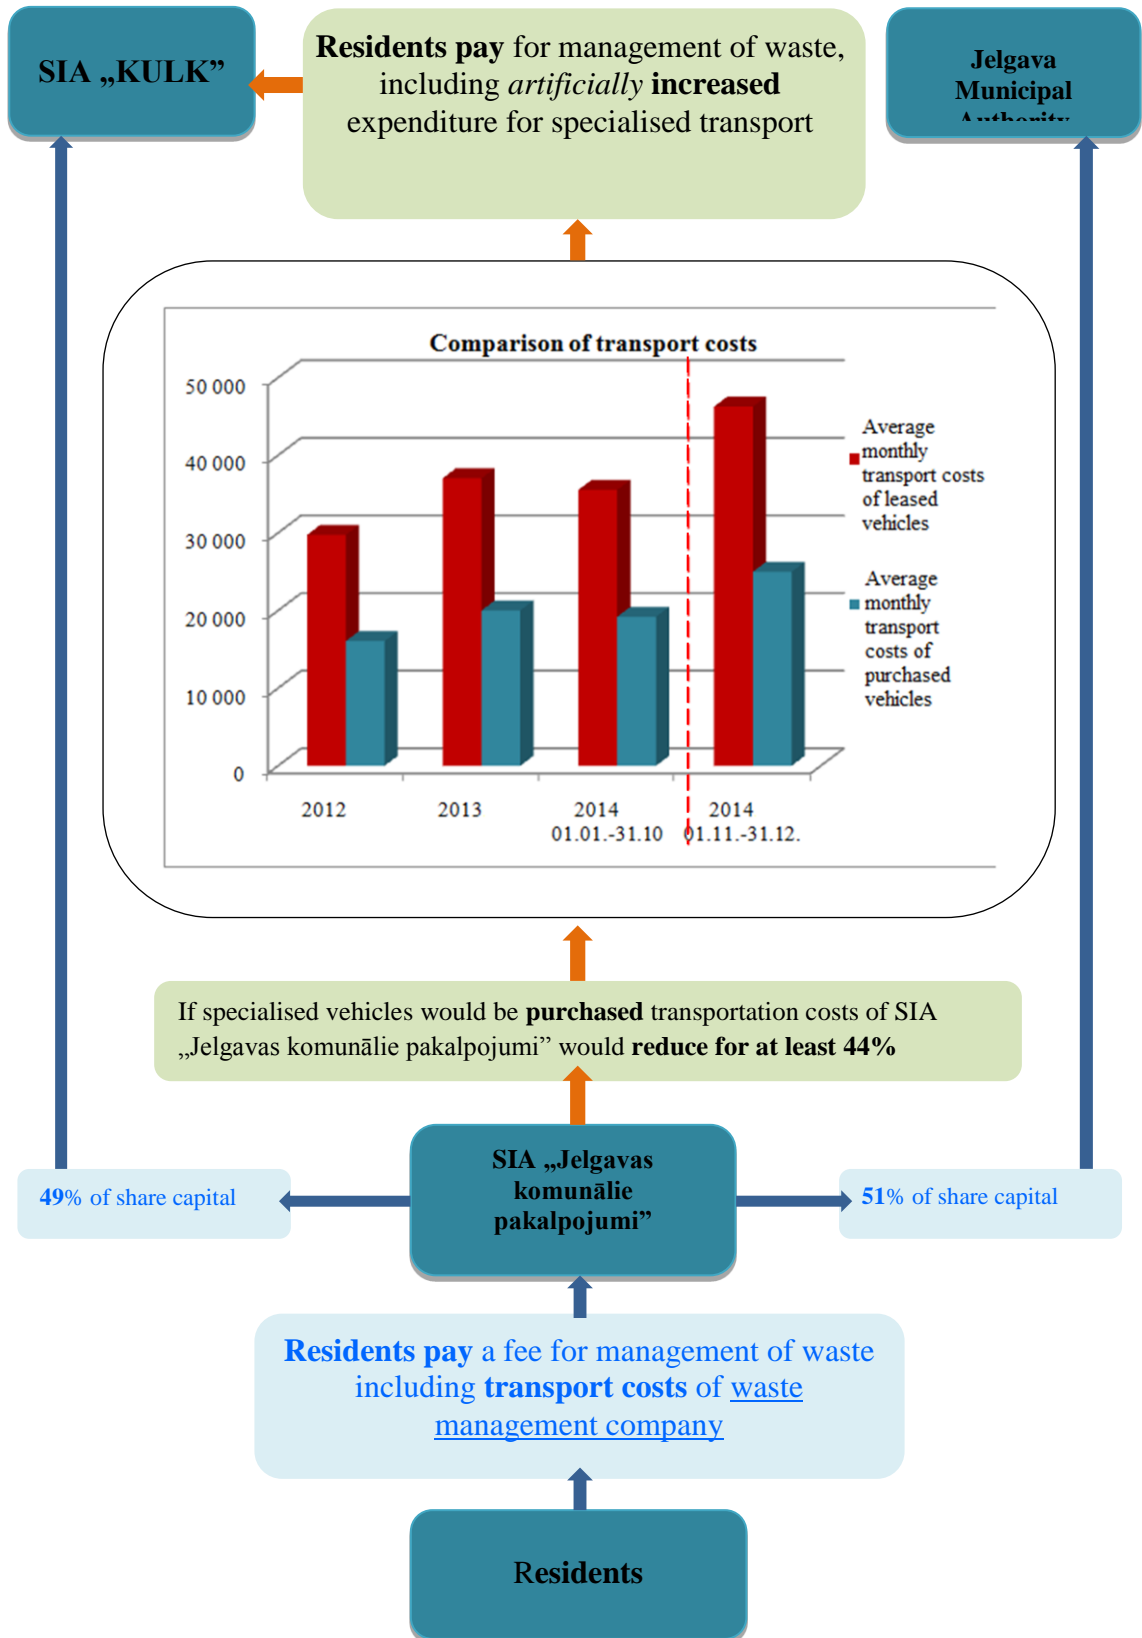 SIA „KULK”
Residents pay for management of waste,
including artificially increased
expenditure for specialised transport
Jelgava
Municipal
Authority
Comparison of transport costs
50 000
40 000
30 000
20 000
10 000
0
2012
2013
2014
01.01.-31.10
2014
01.11.-31.12.
Average
monthly
transport costs
of leased
vehicles
Average
monthly
transport
costs of
purchased
vehicles
If specialised vehicles would be purchased transportation costs of SIA
„Jelgavas komunālie pakalpojumi” would reduce for at least 44%
SIA „Jelgavas
komunālie
pakalpojumi”
49% of share capital
51% of share capital
Residents pay a fee for management of waste
including transport costs of waste
management company
Residents